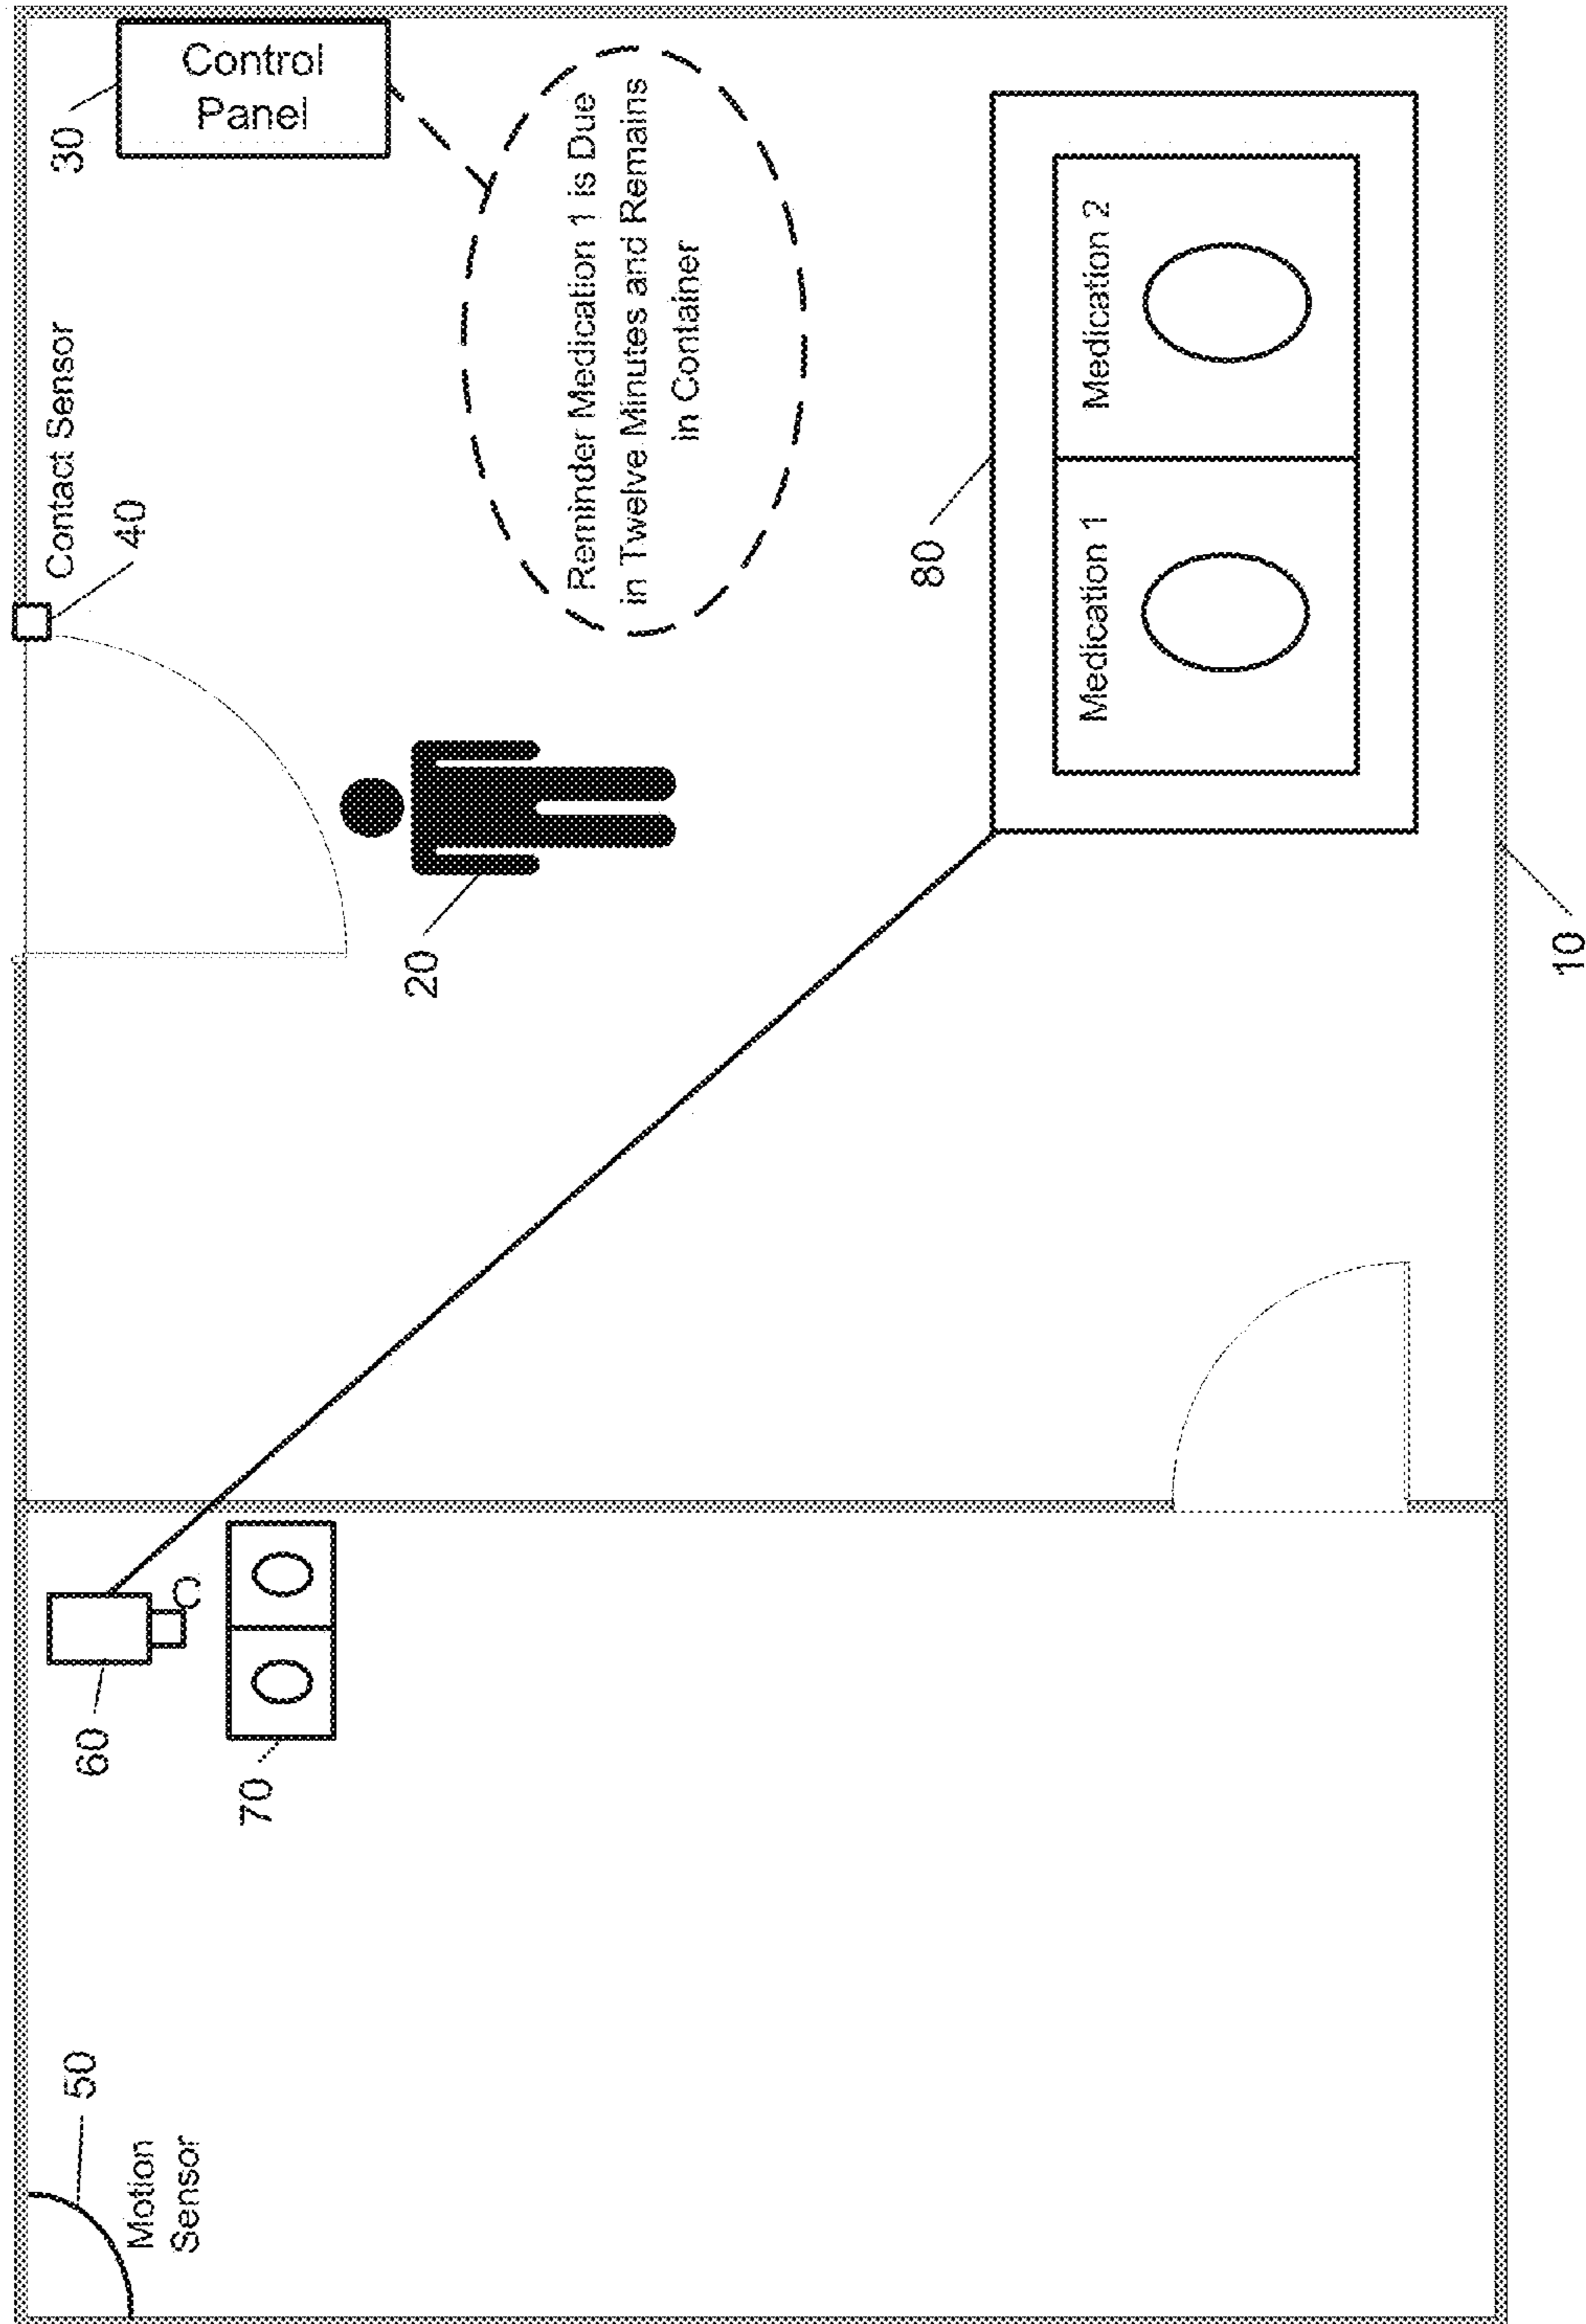 30
Control
Panel
Contact Sensor
40
Reminder Medication 1 is Due
in Twelve Minutes and Remains
in Container
20
80
Medication 1
Medication 2
10
60
70
50
Motion
Sensor